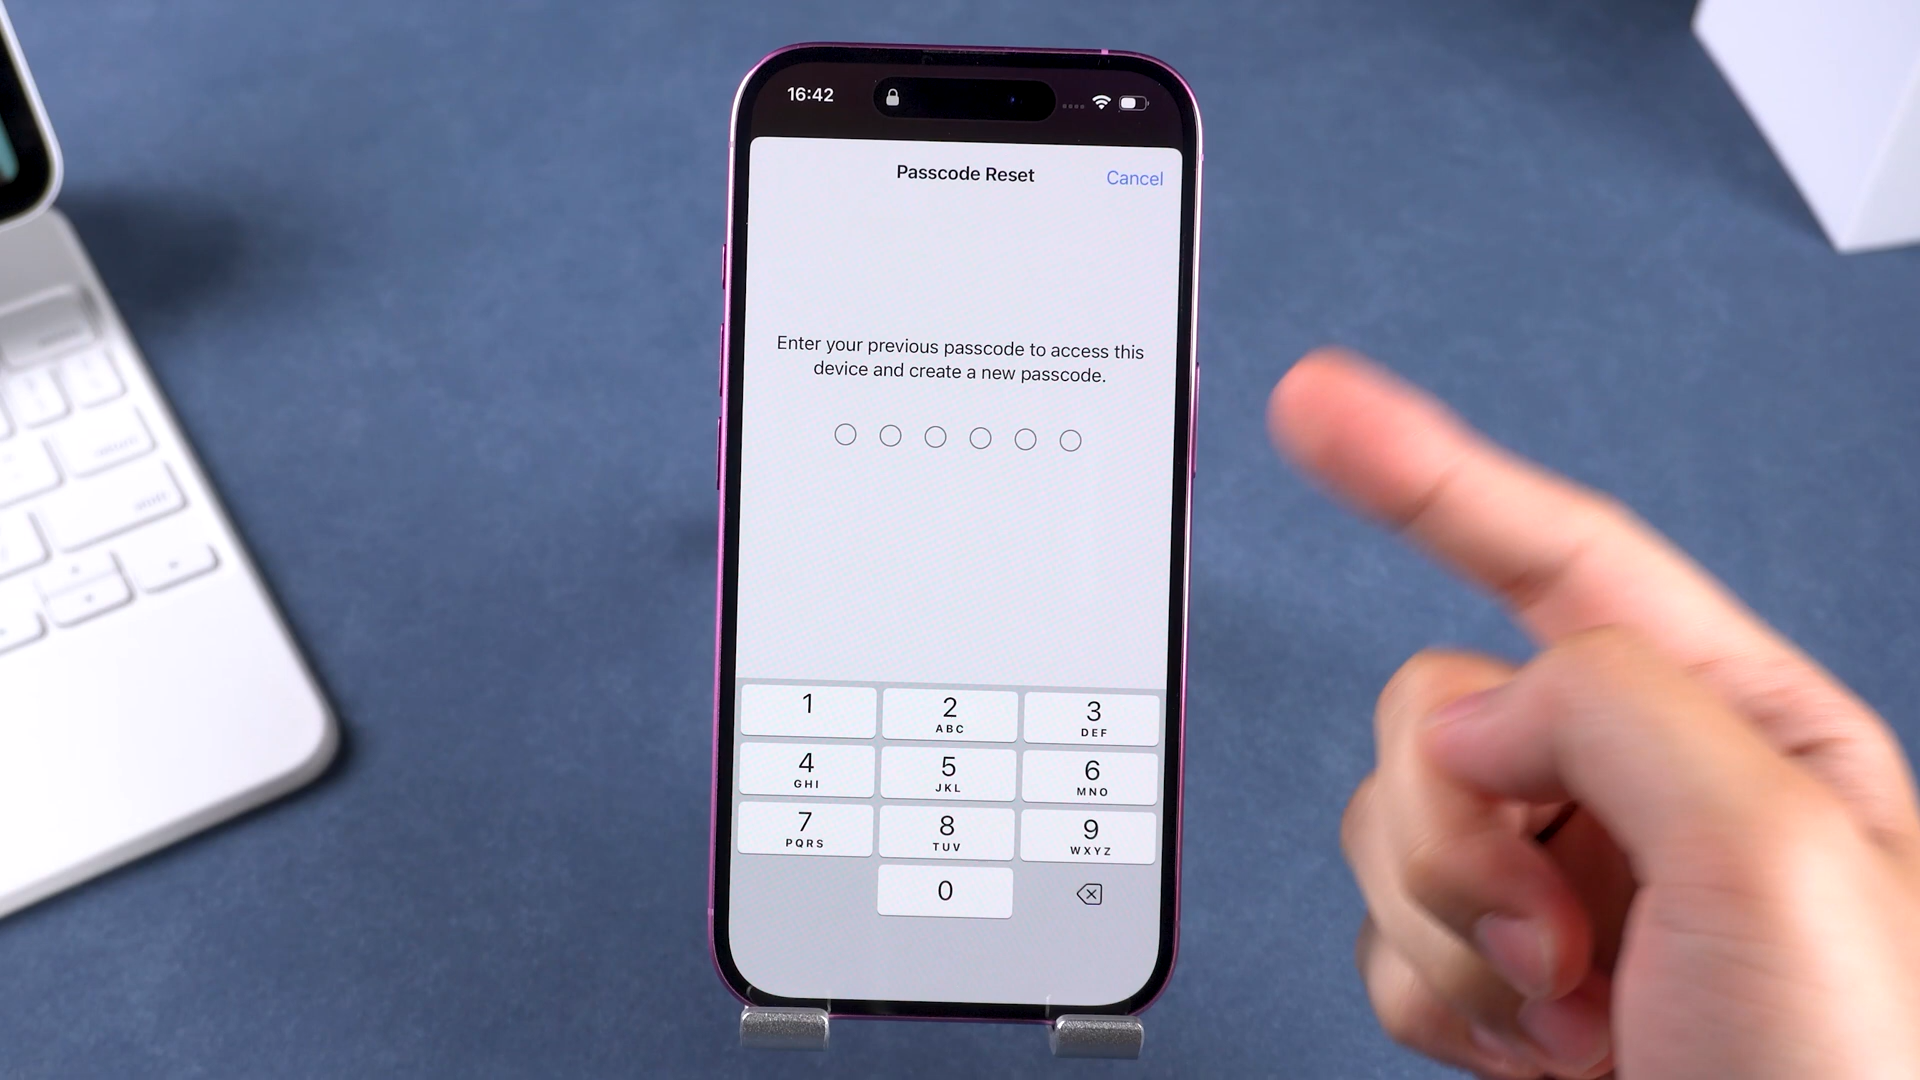 16:42
Passcode Reset
Cancel
Enter your previous passcode to access this
device and create a new passcode.
1
2
ABC
3
DEF
4
GHI
5
JKL
6
MNO
7
PQRS
8
TUV
9
WXYZ
0